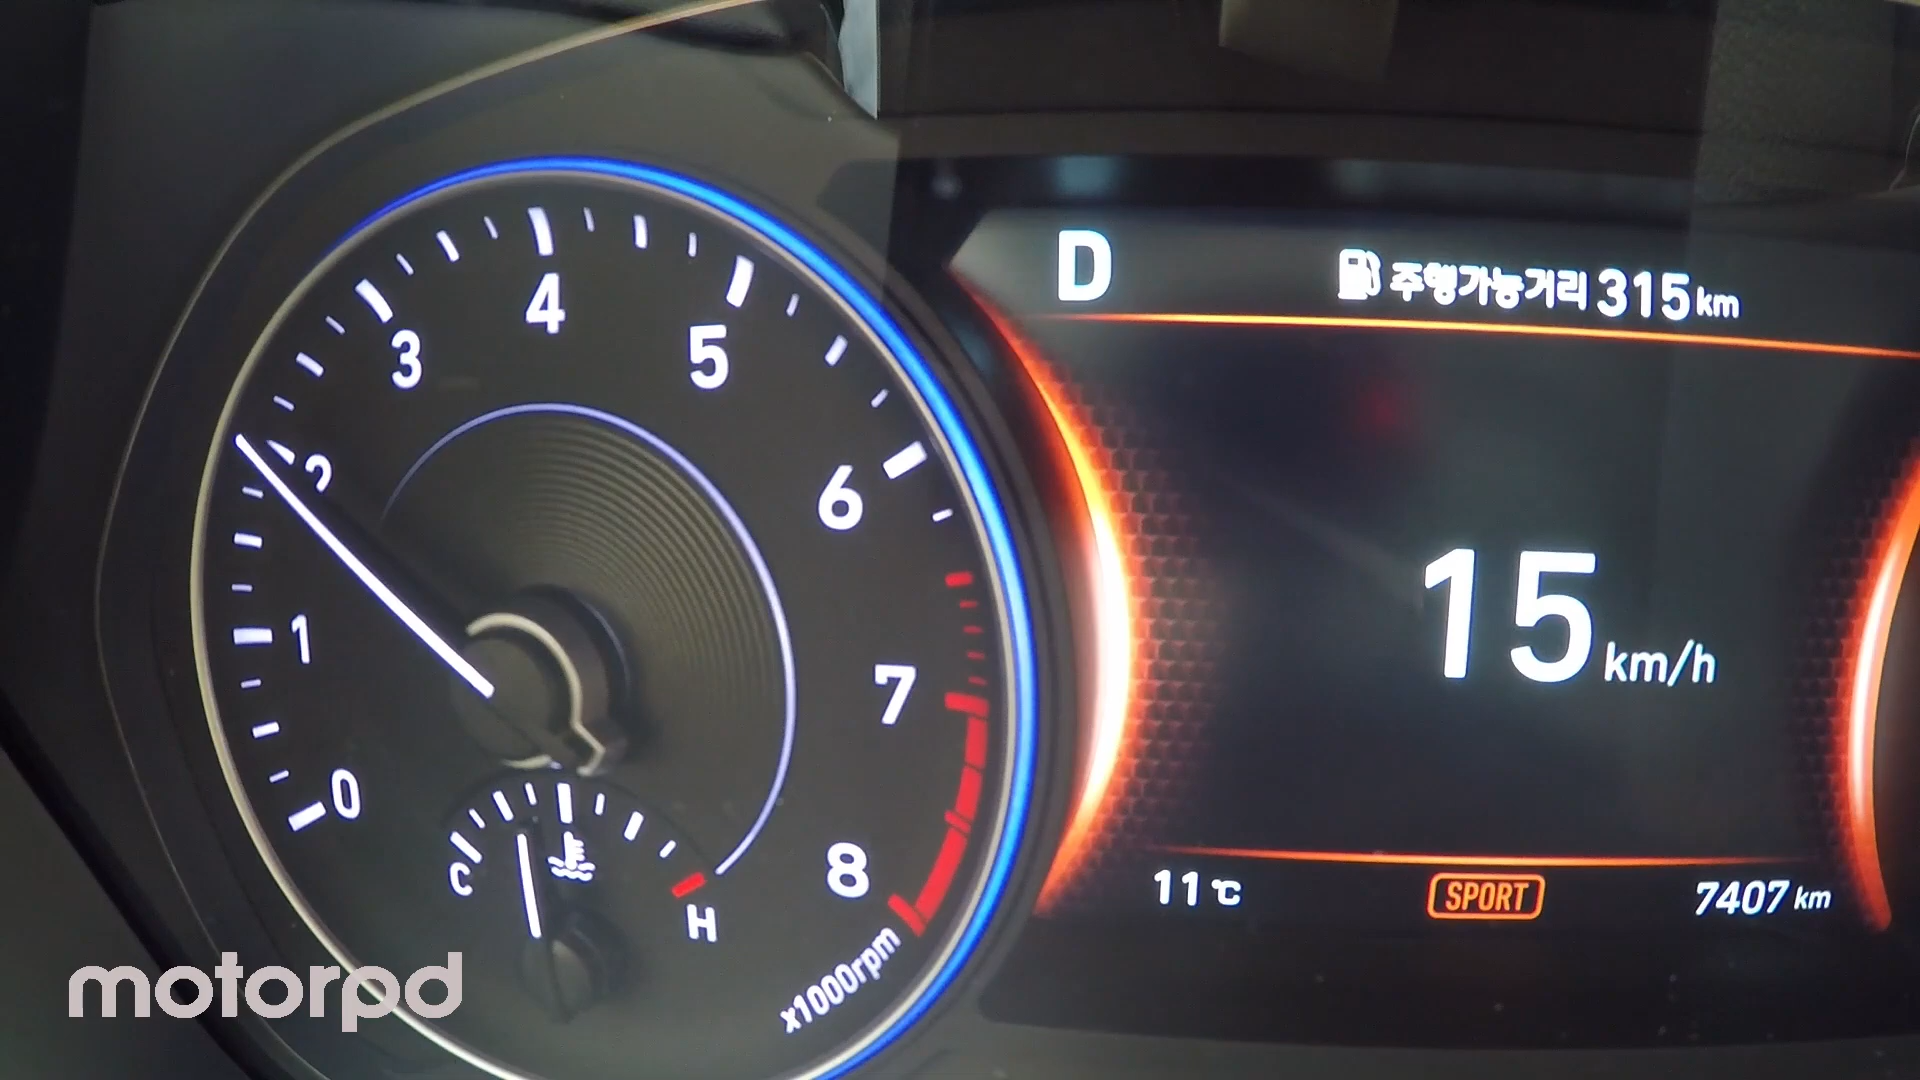 D
주행가능거리 315 km
4
3
5
2
6
15 km/h
1
7
0
8
C
H
x1000rpm
11 ℃
SPORT
7407 km
motorpd